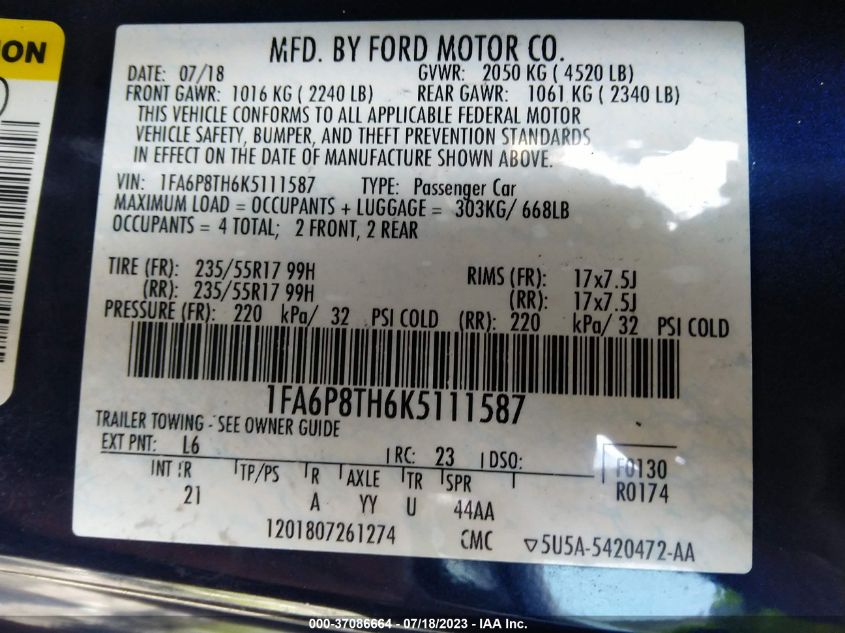 ION
MFD. BY FORD MOTOR CO.
DATE: 07/18 GVWR: 2050 KG ( 4520 LB)
FRONT GAWR: 1016 KG ( 2240 LB) REAR GAWR: 1061 KG ( 2340 LB)
THIS VEHICLE CONFORMS TO ALL APPLICABLE FEDERAL MOTOR
VEHICLE SAFETY, BUMPER, AND THEFT PREVENTION STANDARDS
IN EFFECT ON THE DATE OF MANUFACTURE SHOWN ABOVE.
VIN: 1FA6P8TH6K5111587 TYPE: Passenger Car
MAXIMUM LOAD = OCCUPANTS + LUGGAGE = 303KG/ 668LB
OCCUPANTS = 4 TOTAL; 2 FRONT, 2 REAR
TIRE (FR): 235/55R17 99H RIMS (FR): 17x7.5J
(RR): 235/55R17 99H (RR): 17x7.5J
PRESSURE (FR): 220 kPa/ 32 PSI COLD (RR): 220 kPa/ 32 PSI COLD
1FA6P8TH6K5111587
TRAILER TOWING - SEE OWNER GUIDE
EXT PNT: L6 RC: 23 DSO: F0130
INT TR TP/PS R AXLE TR SPR R0174
21 A YY U 44AA
1201807261274 CMC ▽5U5A-5420472-AA
000-37086664 - 07/18/2023 - IAA Inc.